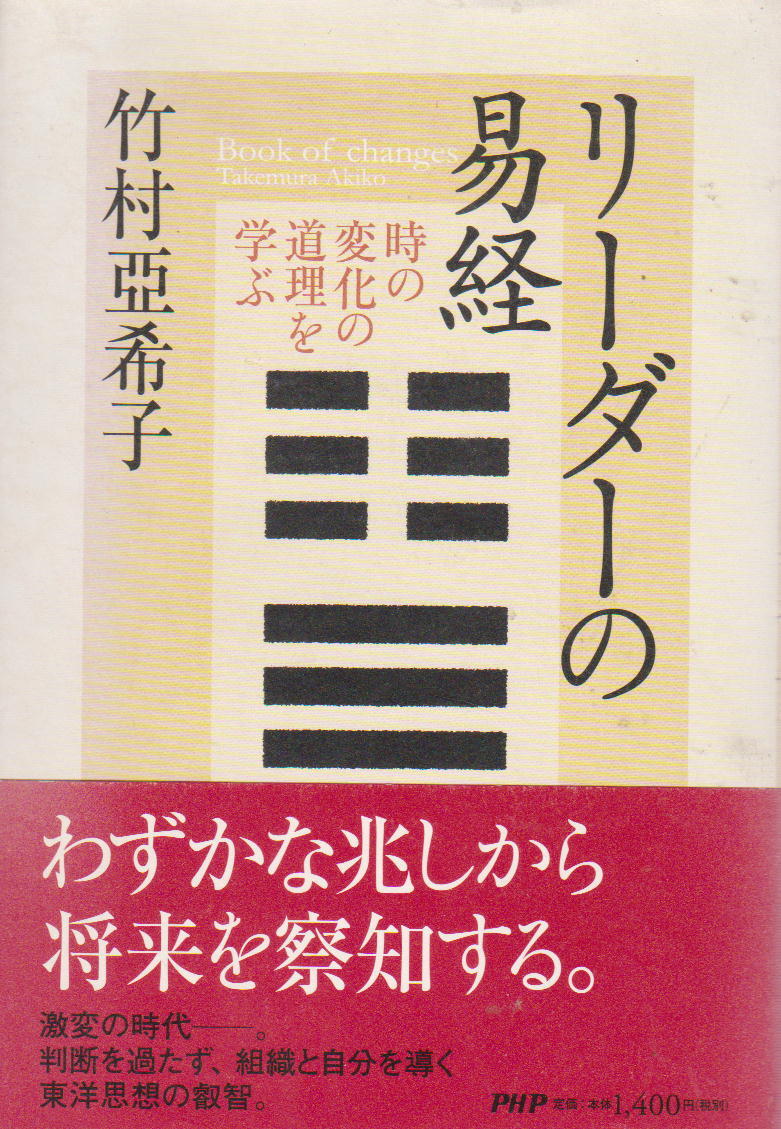 リーダーの
易経
Book of changes
Takemura Akiko
時の
変化の
道理を
学ぶ
竹村亞希子
わずかな兆しから
将来を察知する。
激変の時代──。
判断を過たず、組織と自分を導く
東洋思想の叡智。
PHP 定価：本体1,400円（税別）